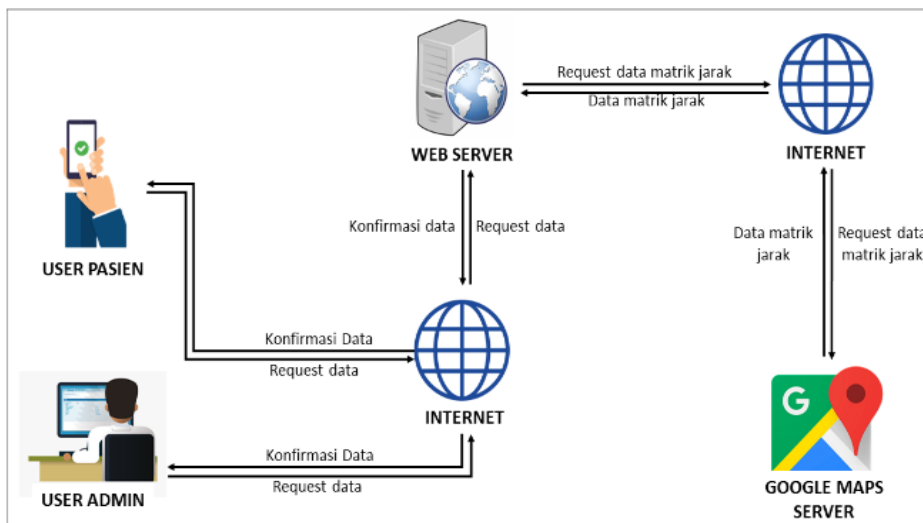 Request data matrik jarak
Data matrik jarak
WEB SERVER
INTERNET
Konfirmasi data
Request data
Data matrik
jarak
Request data
matrik jarak
USER PASIEN
Konfirmasi Data
Request data
INTERNET
G
Konfirmasi Data
Request data
USER ADMIN
GOOGLE MAPS
SERVER